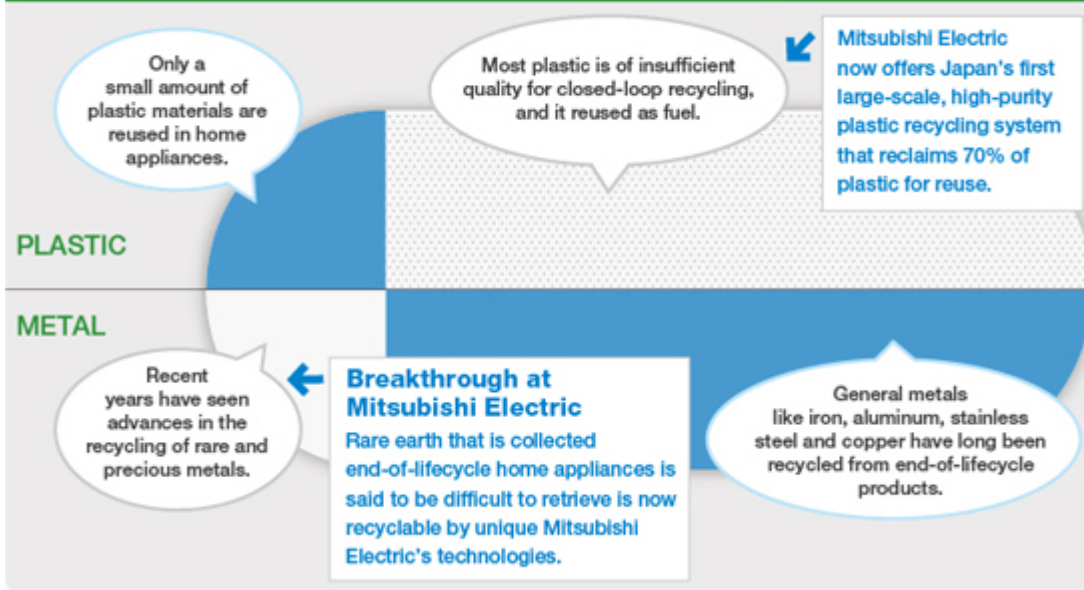 Only a
small amount of
plastic materials are
reused in home
appliances.
Most plastic is of insufficient
quality for closed-loop recycling,
and it reused as fuel.
Mitsubishi Electric
now offers Japan's first
large-scale, high-purity
plastic recycling system
that reclaims 70% of
plastic for reuse.
PLASTIC
METAL
Recent
years have seen
advances in the
recycling of rare and
precious metals.
Breakthrough at
Mitsubishi Electric
Rare earth that is collected
end-of-lifecycle home appliances is
said to be difficult to retrieve is now
recyclable by unique Mitsubishi
Electric's technologies.
General metals
like iron, aluminum, stainless
steel and copper have long been
recycled from end-of-lifecycle
products.